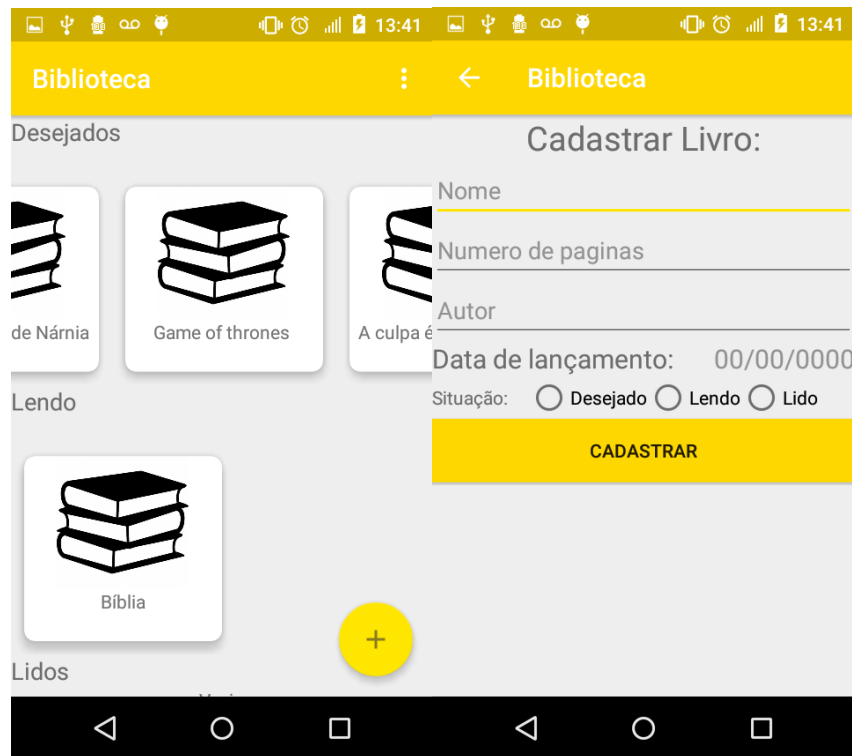 13:41
Biblioteca
Desejados
de Nárnia
Game of thrones
A culpa é
Lendo
Bíblia
+
Lidos
13:41
Biblioteca
Cadastrar Livro:
Nome
Numero de paginas
Autor
Data de lançamento: 00/00/0000
Situação: Desejado Lendo Lido
CADASTRAR